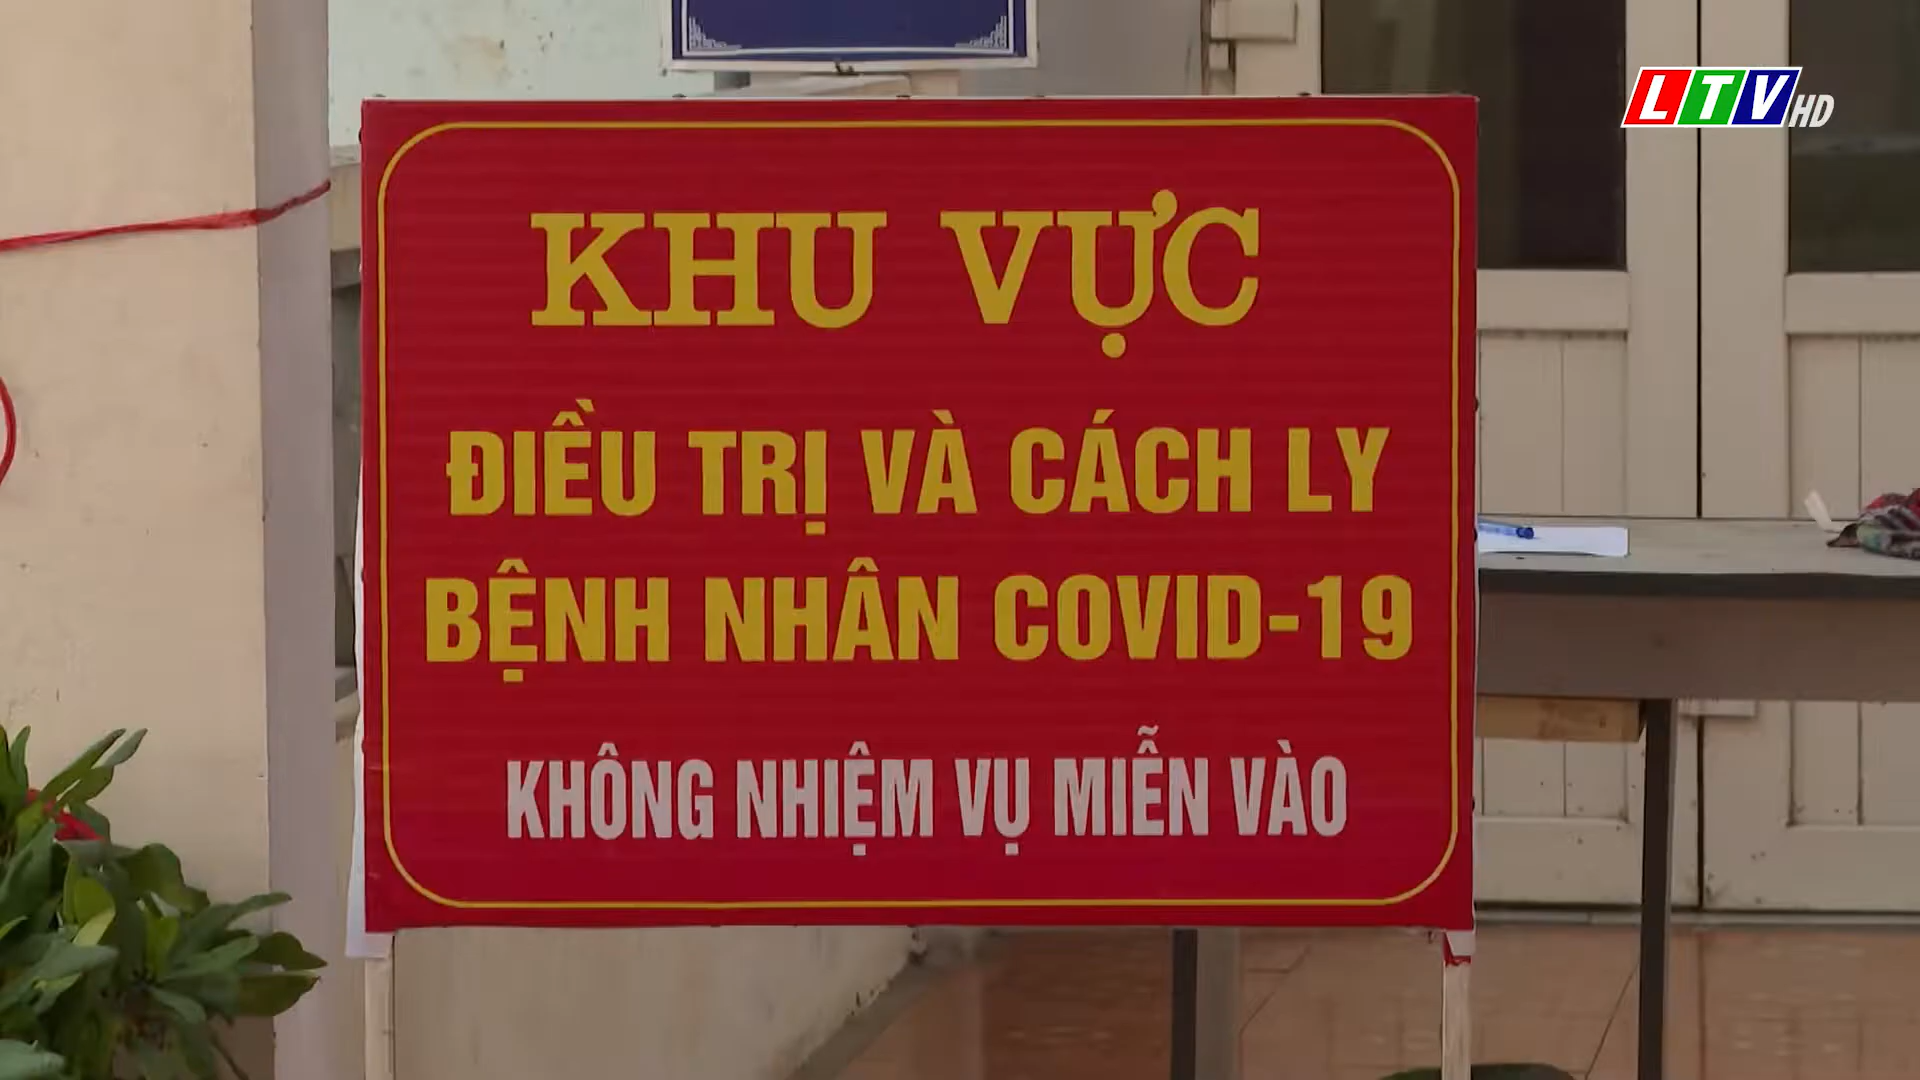 LTV HD
KHU VỰC
ĐIỀU TRỊ VÀ CÁCH LY
BỆNH NHÂN COVID-19
KHÔNG NHIỆM VỤ MIỄN VÀO